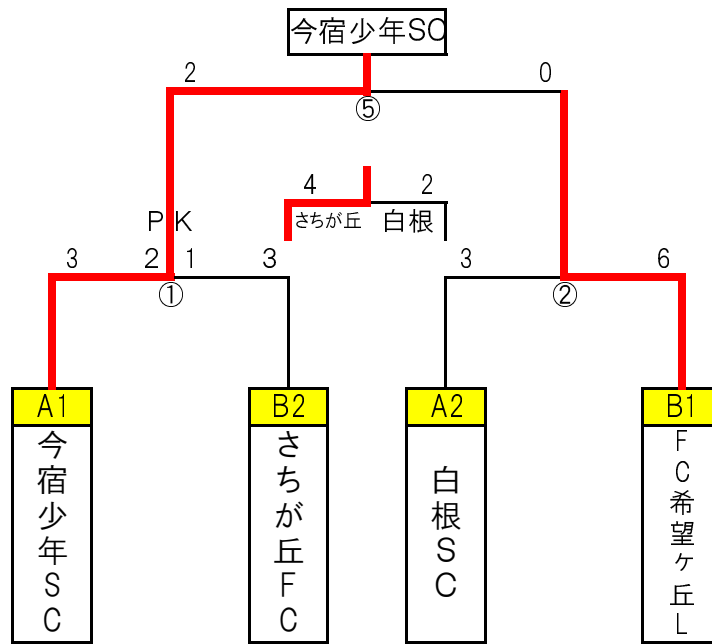 今宿少年SC
2 0
⑤
4 2
さちが丘 白根
PK
3 2 1 3 3 6
① ②
A1 B2 A2 B1
今宿少年SC
さちが丘FC
白根SC
FC希望ヶ丘L